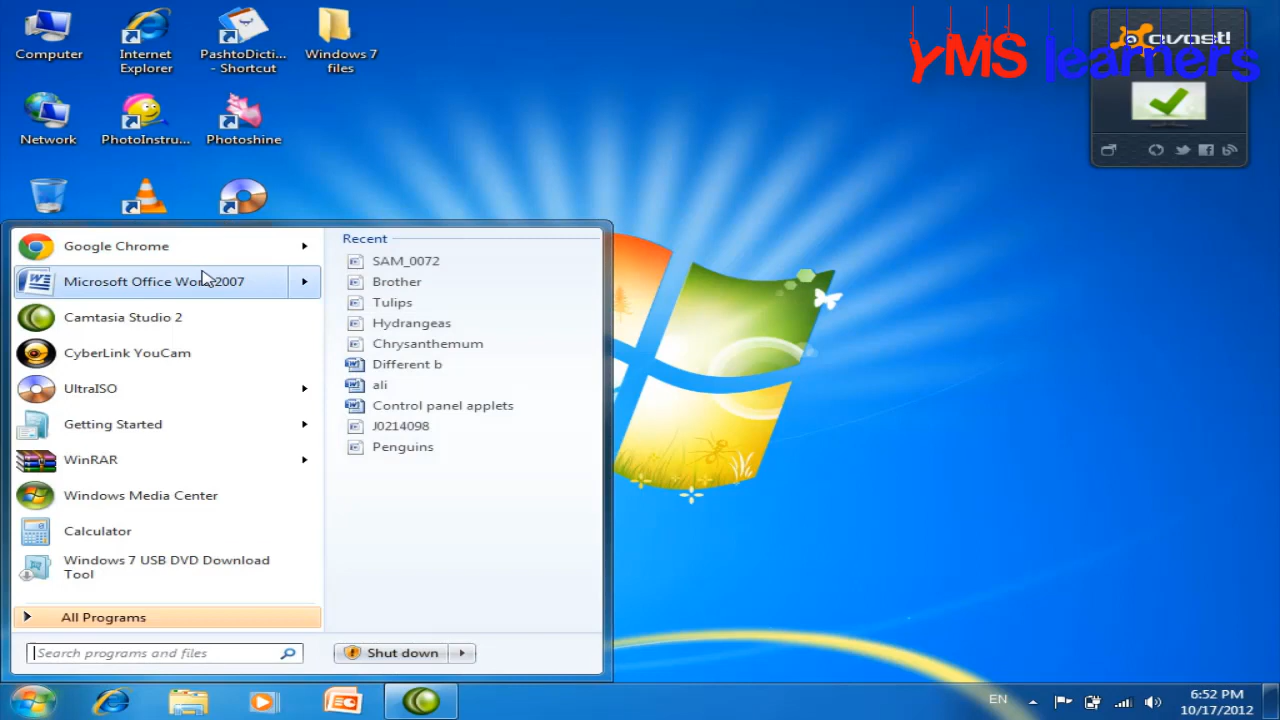 Computer
Internet
Explorer
PashtoDicti...
- Shortcut
Windows 7
files
avast!
YMS learners
Network
PhotoInstru...
Photoshine
Google Chrome
Microsoft Office Word 2007
Camtasia Studio 2
CyberLink YouCam
UltraISO
Getting Started
WinRAR
Windows Media Center
Calculator
Windows 7 USB DVD Download
Tool
All Programs
Search programs and files
Recent
SAM_0072
Brother
Tulips
Hydrangeas
Chrysanthemum
Different b
ali
Control panel applets
J0214098
Penguins
Shut down
EN
6:52 PM
10/17/2012